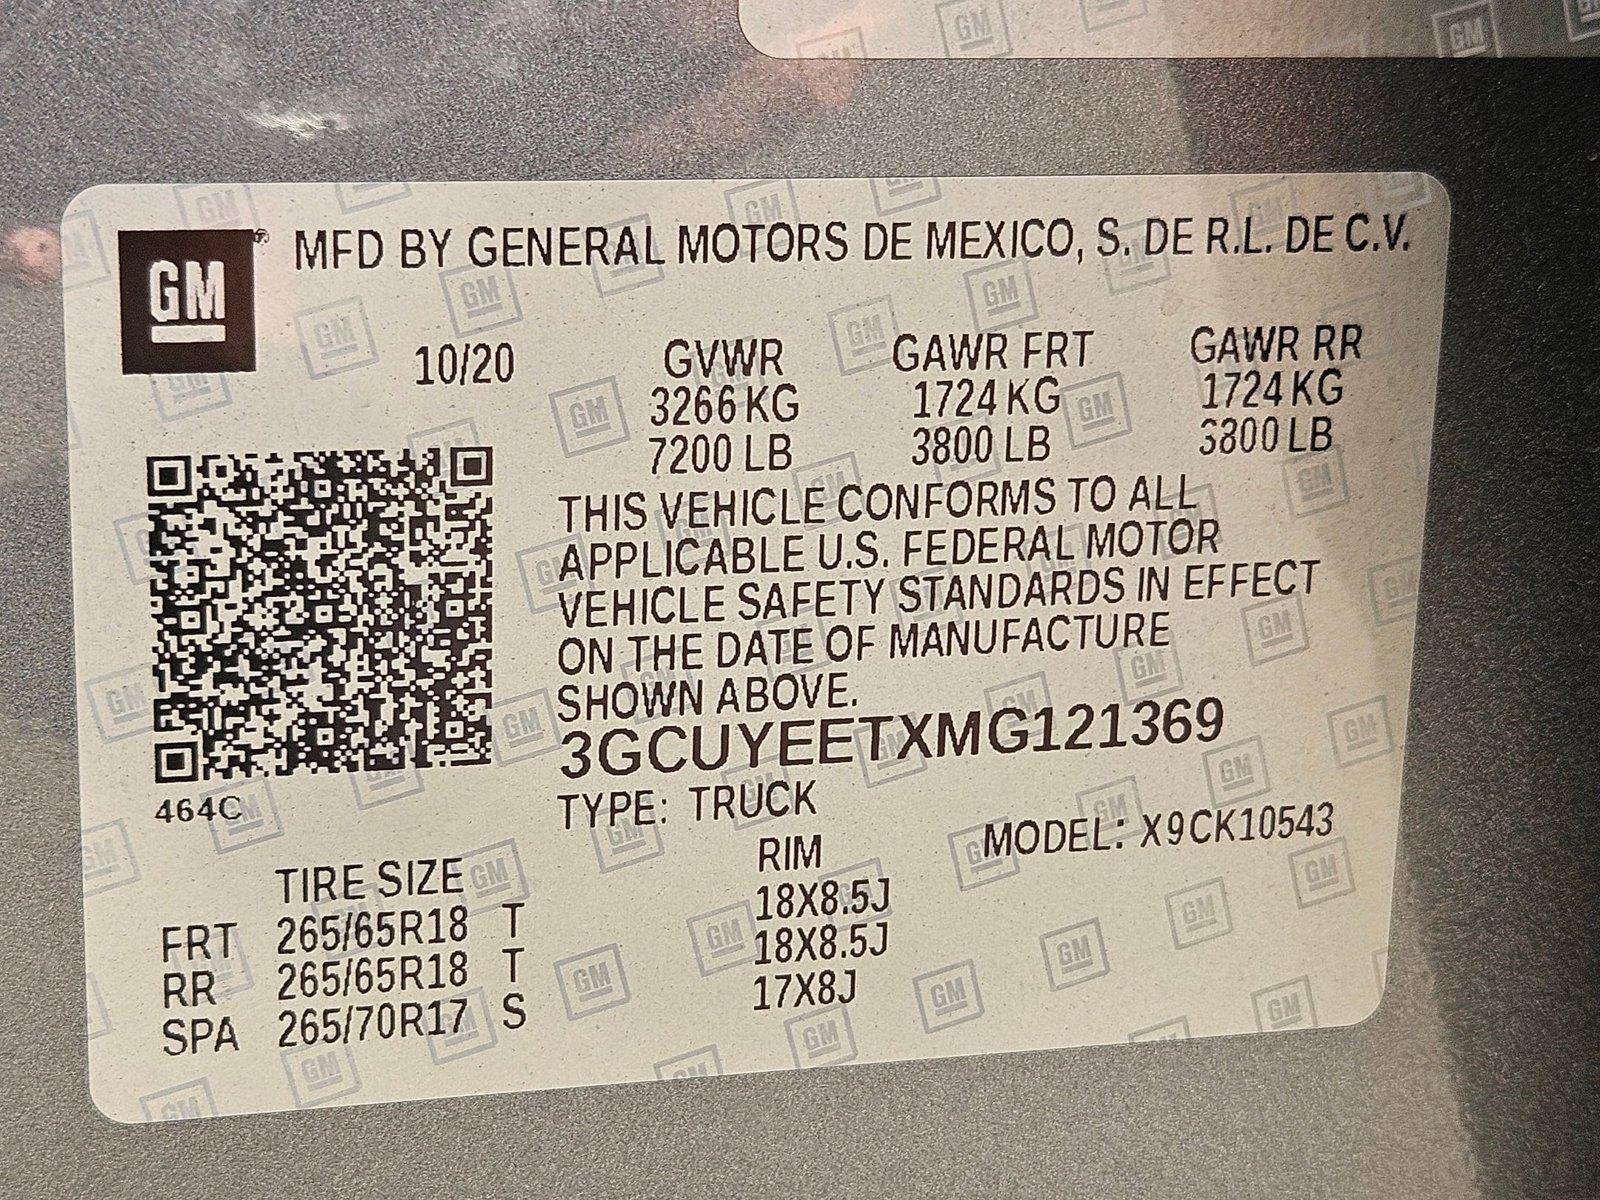 GM
® MFD BY GENERAL MOTORS DE MEXICO, S. DE R.L. DE C.V.
10/20 GVWR GAWR FRT GAWR RR
3266 KG 1724 KG 1724 KG
7200 LB 3800 LB 3800 LB
THIS VEHICLE CONFORMS TO ALL
APPLICABLE U.S. FEDERAL MOTOR
VEHICLE SAFETY STANDARDS IN EFFECT
ON THE DATE OF MANUFACTURE
SHOWN ABOVE.
3GCUYEETXMG121369
464C
TYPE: TRUCK MODEL: X9CK10543
TIRE SIZE RIM
FRT 265/65R18 T 18X8.5J
RR 265/65R18 T 18X8.5J
SPA 265/70R17 S 17X8J